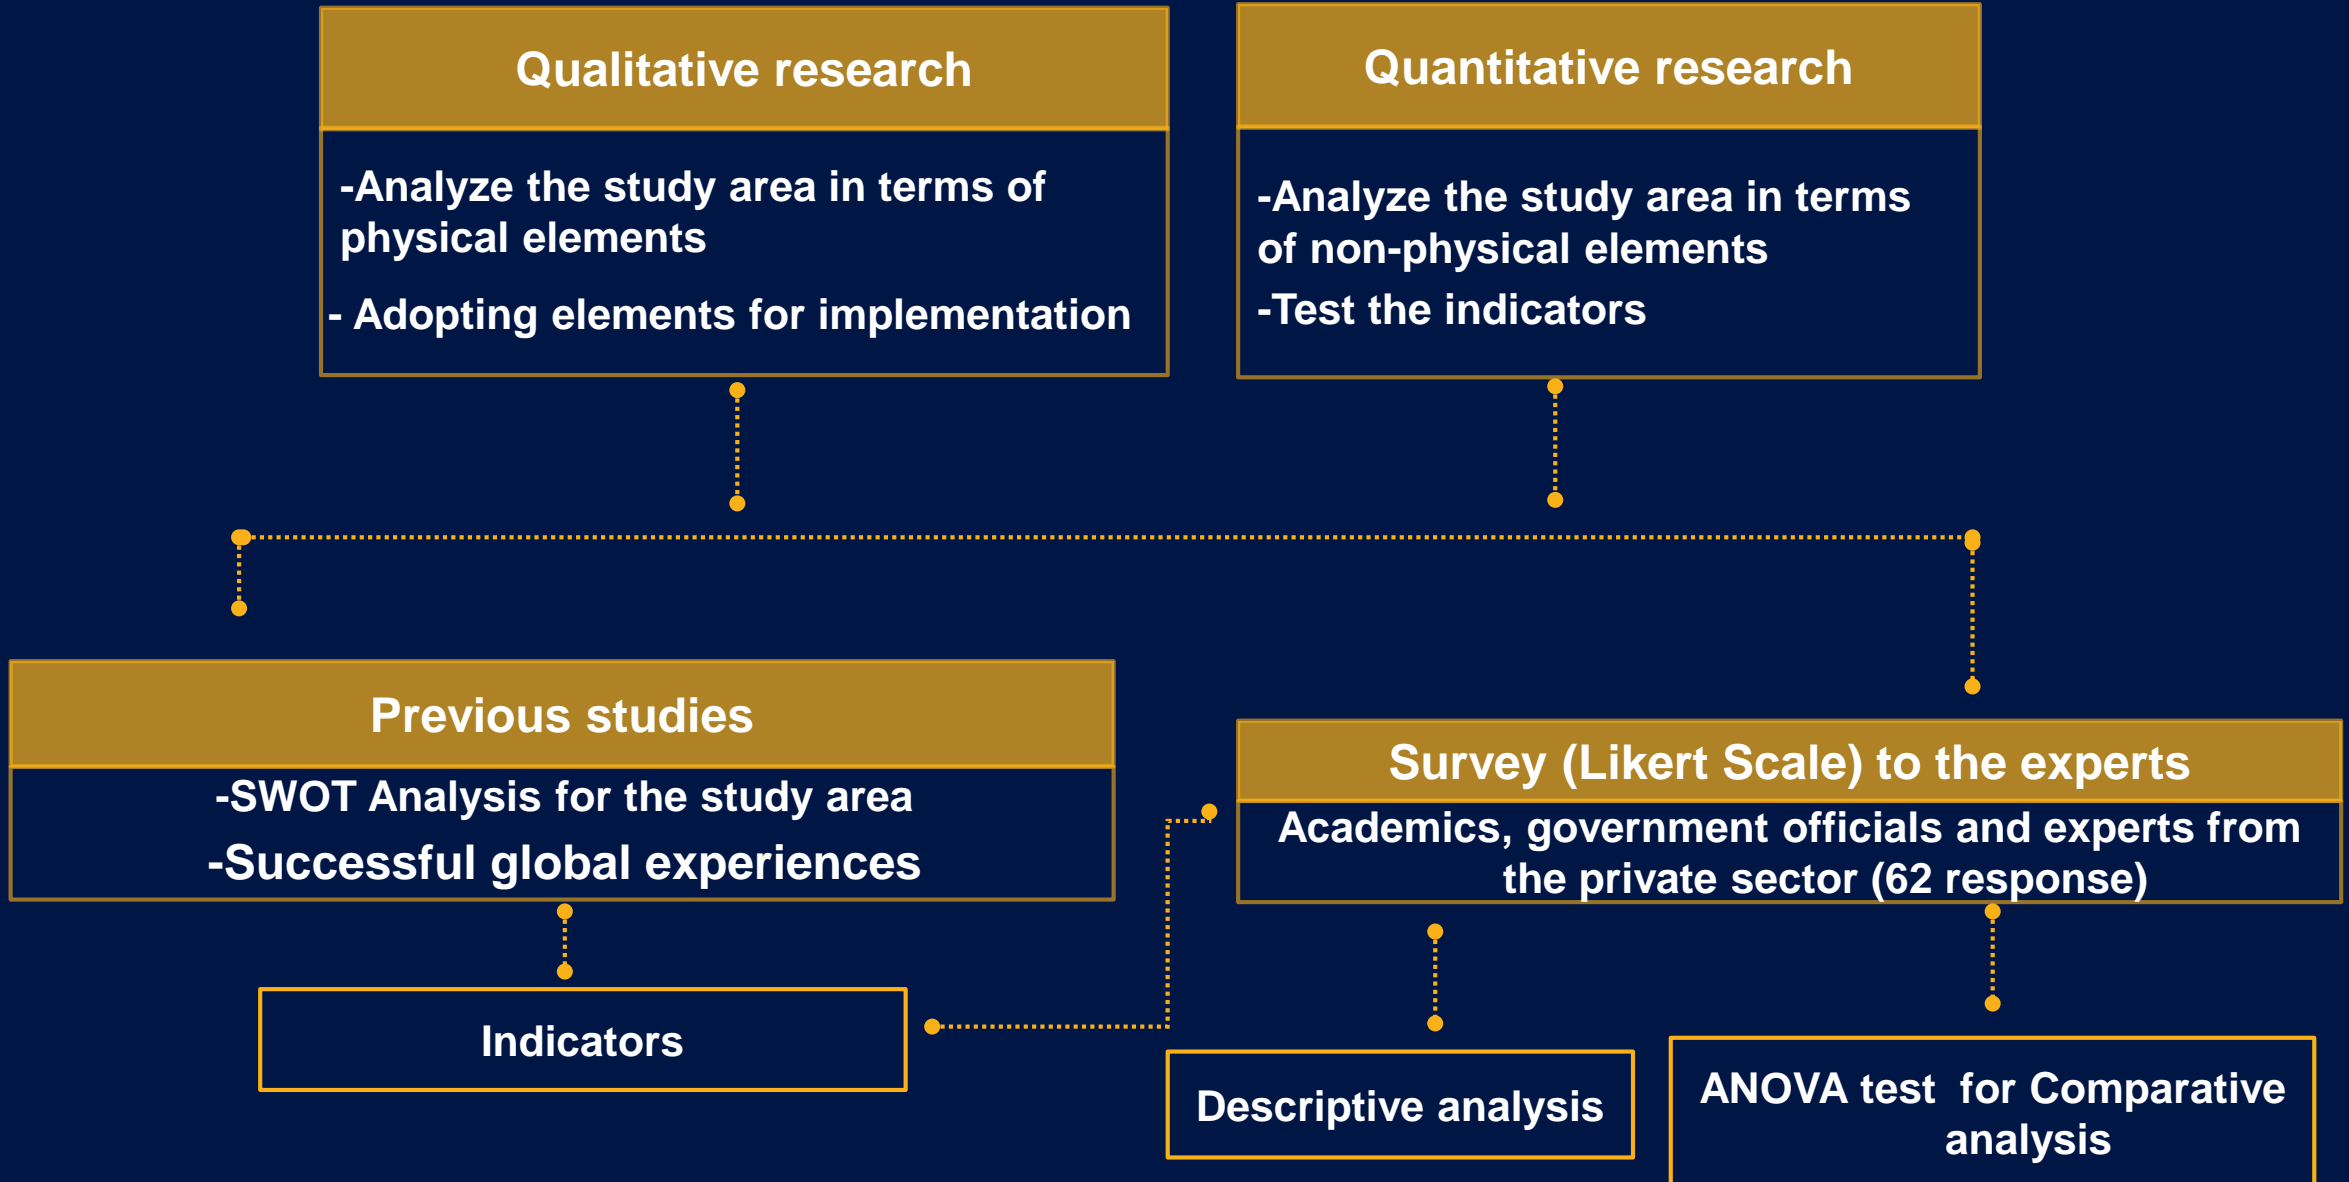 Qualitative research
-Analyze the study area in terms of
physical elements
- Adopting elements for implementation
Quantitative research
-Analyze the study area in terms
of non-physical elements
-Test the indicators
Previous studies
-SWOT Analysis for the study area
-Successful global experiences
Indicators
Survey (Likert Scale) to the experts
Academics, government officials and experts from
the private sector (62 response)
Descriptive analysis
ANOVA test  for Comparative
analysis